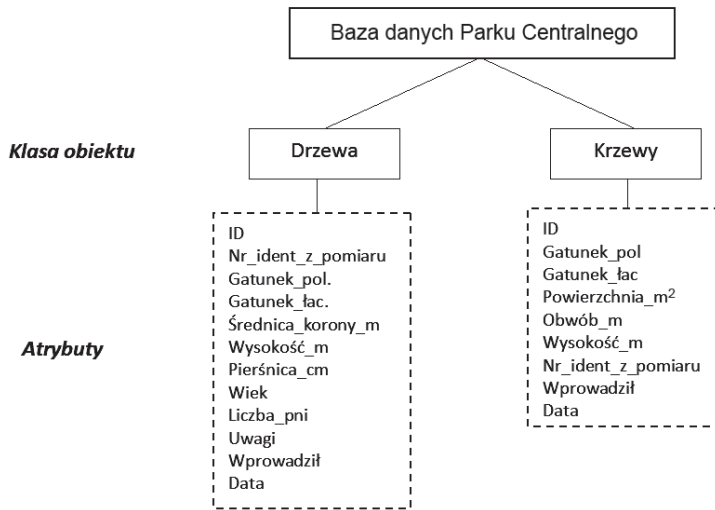 Baza danych Parku Centralnego
Klasa obiektu
Drzewa
Krzewy
Atrybuty
ID
Nr_ident_z_pomiaru
Gatunek_pol.
Gatunek_łac.
Średnica_korony_m
Wysokość_m
Pierśnica_cm
Wiek
Liczba_pni
Uwagi
Wprowadził
Data
ID
Gatunek_pol
Gatunek_łac
Powierzchnia_m²
Obwób_m
Wysokość_m
Nr_ident_z_pomiaru
Wprowadził
Data